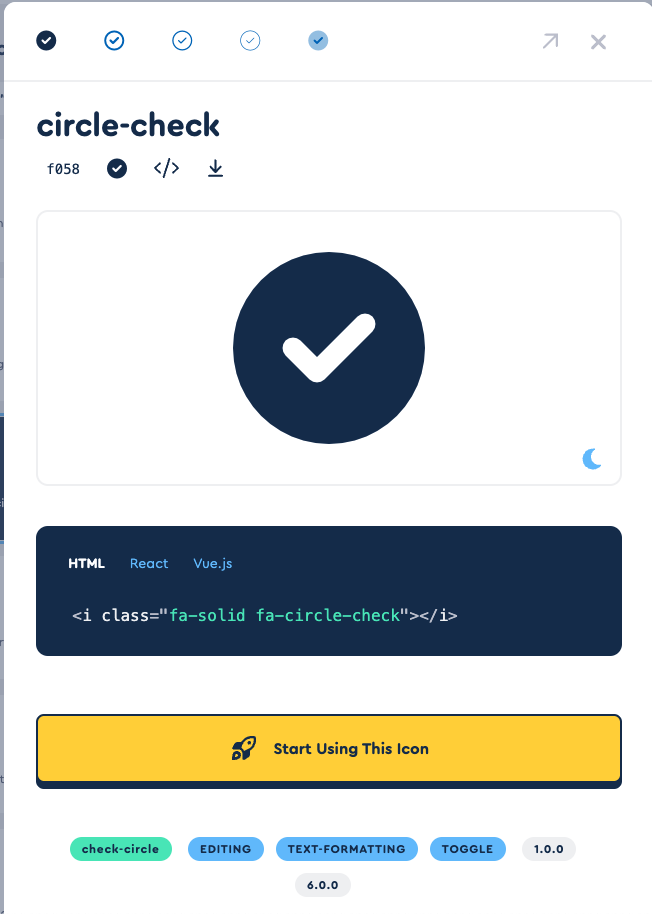 circle-check
f058
HTML React Vue.js
<i class="fa-solid fa-circle-check"></i>
Start Using This Icon
check-circle EDITING TEXT-FORMATTING TOGGLE 1.0.0
6.0.0